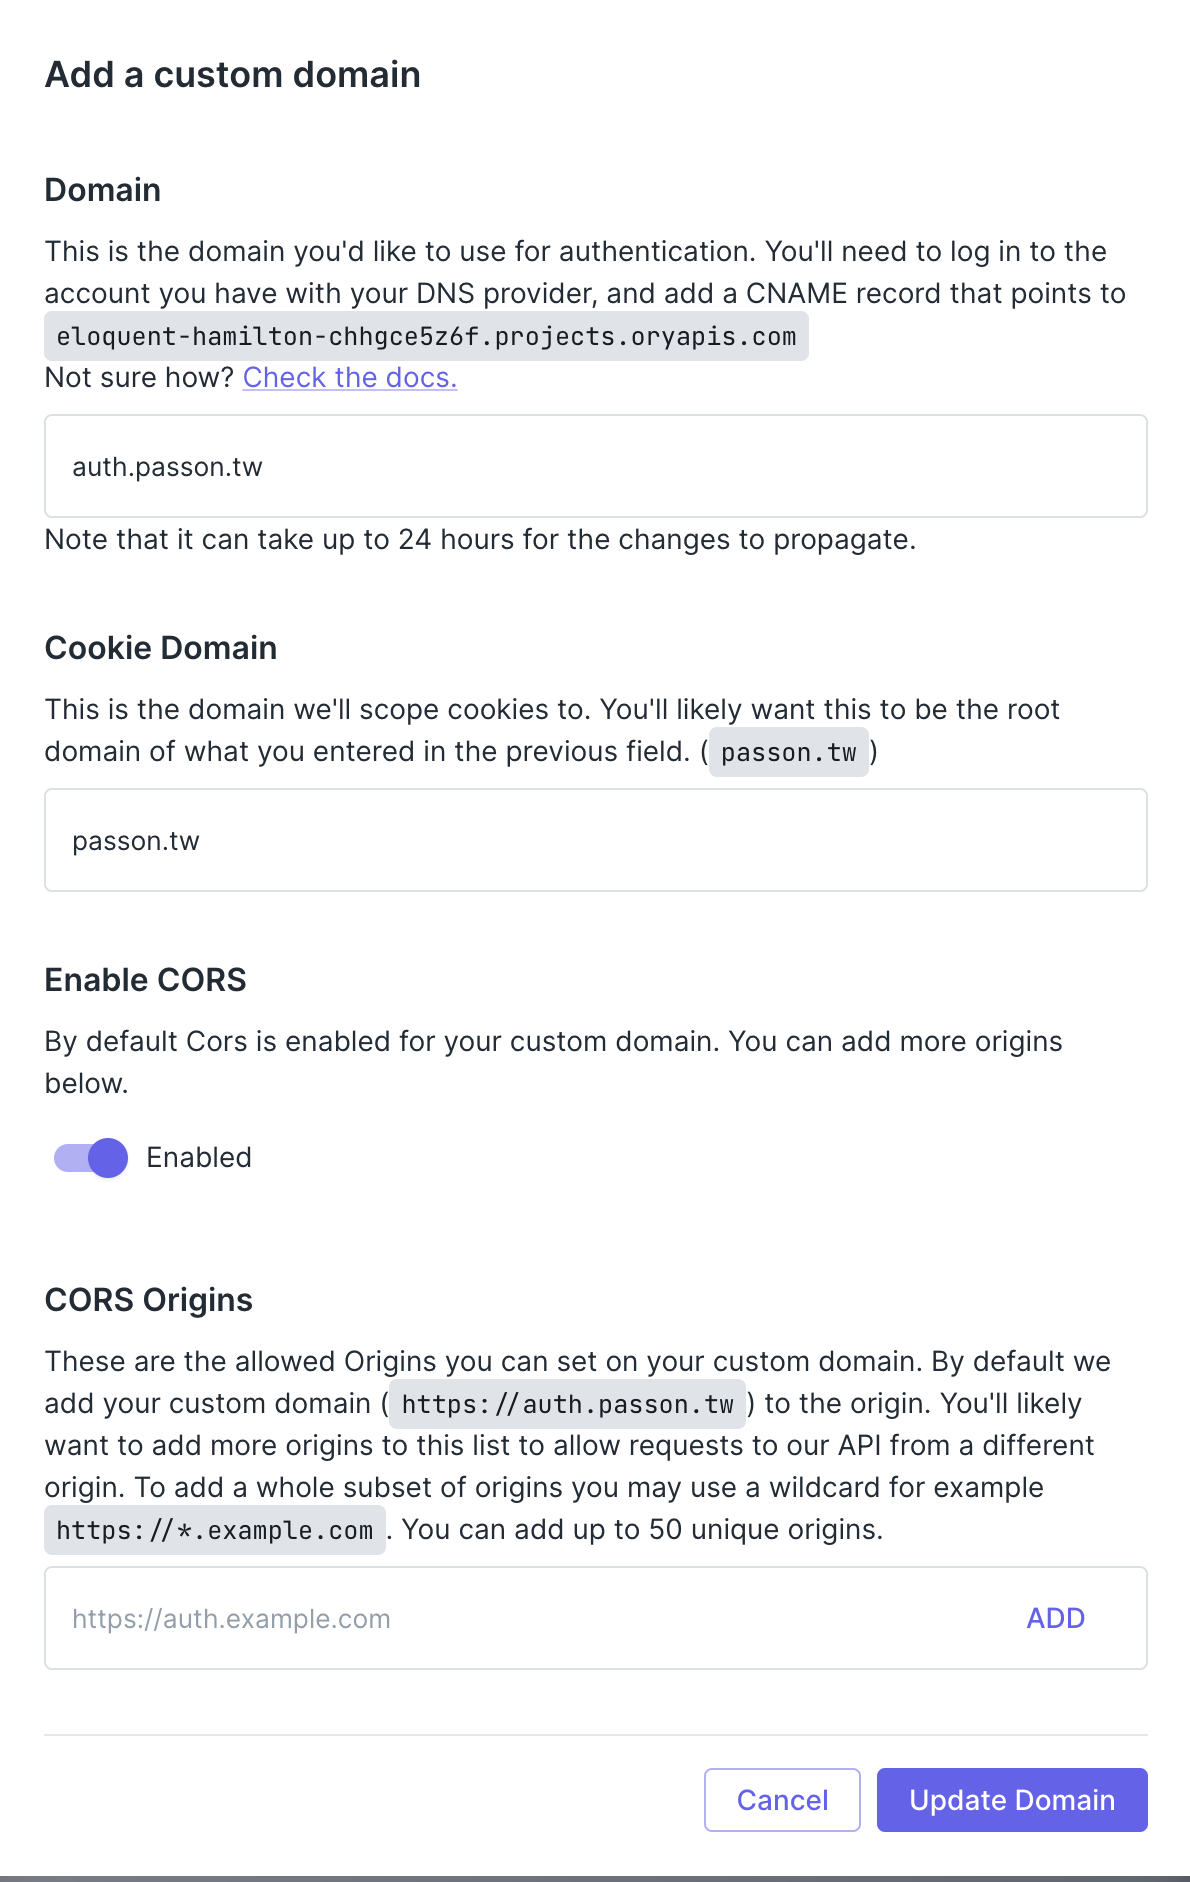 Add a custom domain
Domain
This is the domain you'd like to use for authentication. You'll need to log in to the
account you have with your DNS provider, and add a CNAME record that points to
eloquent-hamilton-chhgce5z6f.projects.oryapis.com
Not sure how? Check the docs.
auth.passon.tw
Note that it can take up to 24 hours for the changes to propagate.
Cookie Domain
This is the domain we'll scope cookies to. You'll likely want this to be the root
domain of what you entered in the previous field. ( passon.tw )
passon.tw
Enable CORS
By default Cors is enabled for your custom domain. You can add more origins
below.
Enabled
CORS Origins
These are the allowed Origins you can set on your custom domain. By default we
add your custom domain ( https://auth.passon.tw ) to the origin. You'll likely
want to add more origins to this list to allow requests to our API from a different
origin. To add a whole subset of origins you may use a wildcard for example
https://*.example.com . You can add up to 50 unique origins.
https://auth.example.com ADD
Cancel Update Domain